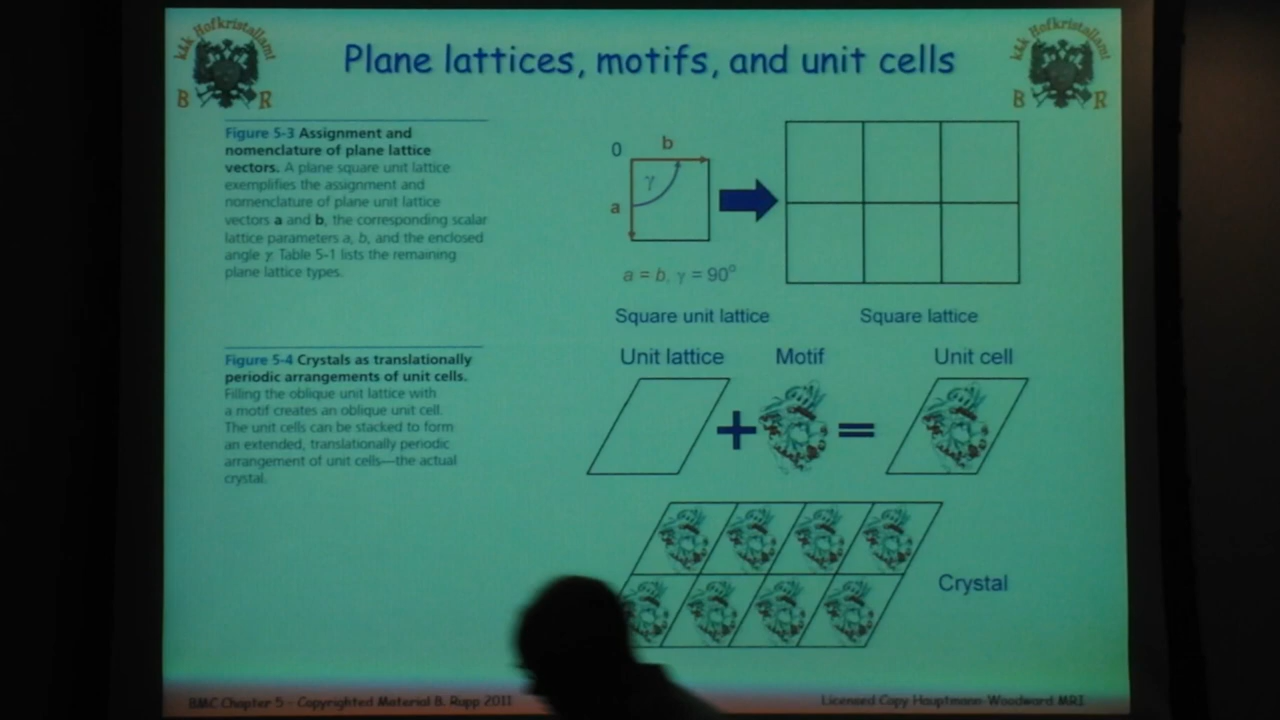 kkk Hofkristallamt
B R
Plane lattices, motifs, and unit cells
kkk Hofkristallamt
B R
Figure 5-3 Assignment and
nomenclature of plane lattice
vectors. A plane square unit lattice
exemplifies the assignment and
nomenclature of plane unit lattice
vectors a and b, the corresponding scalar
lattice parameters a, b, and the enclosed
angle γ. Table 5-1 lists the remaining
plane lattice types.
0
b
γ
a
a = b, γ = 90°
Square unit lattice
Square lattice
Figure 5-4 Crystals as translationally
periodic arrangements of unit cells.
Filling the oblique unit lattice with
a motif creates an oblique unit cell.
The unit cells can be stacked to form
an extended, translationally periodic
arrangement of unit cells—the actual
crystal.
Unit lattice
Motif
Unit cell
+
=
Crystal
BMC Chapter 5 - Copyrighted Material B. Rupp 2011
Licensed Copy Hauptmann-Woodward MRI